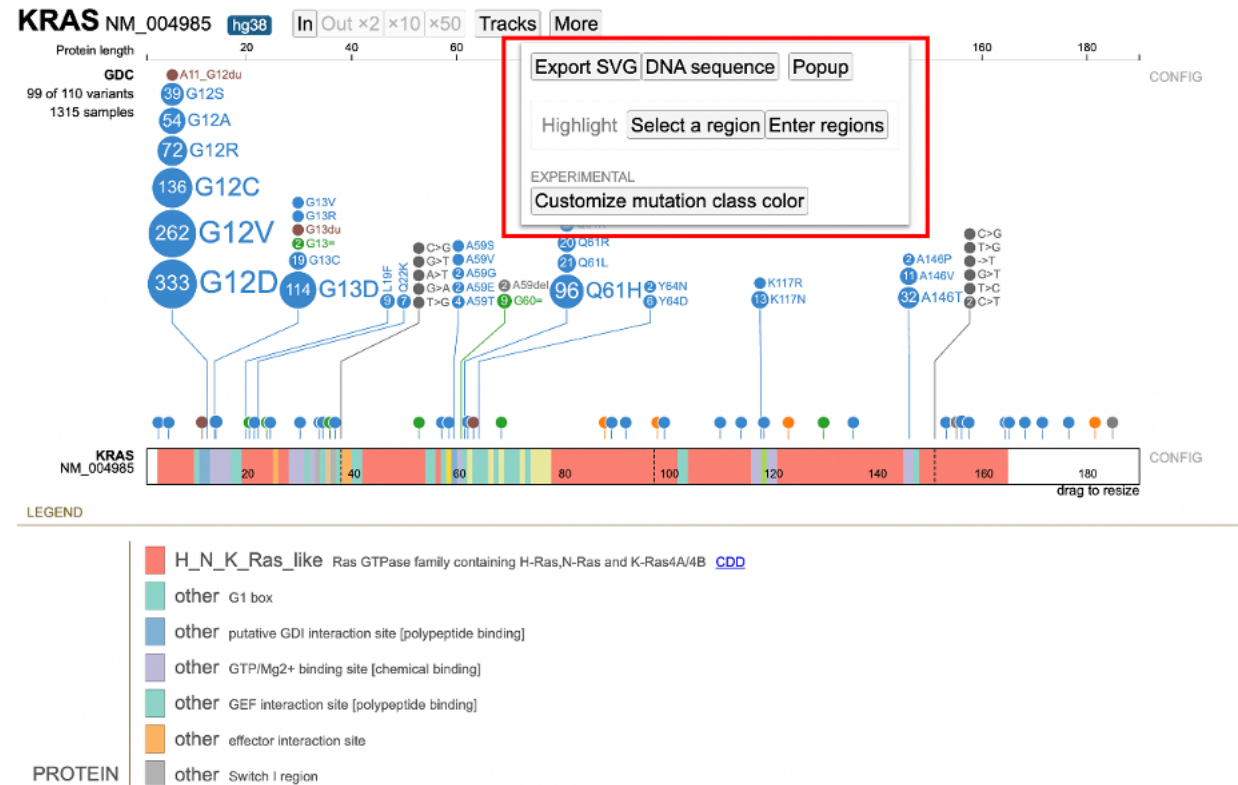 KRAS NM_004985 hg38 In Out ×2 ×10 ×50 Tracks More
Protein length 20 40 60 160 180
GDC
99 of 110 variants
1315 samples
CONFIG
A11_G12du
39 G12S
54 G12A
72 G12R
136 G12C
262 G12V
333 G12D
G13V
G13R
G13du
2 G13=
19 G13C
114 G13D
9 L19F
7 Q22K
C>G
G>T
A>T
G>A
T>G
A59S
A59V
2 A59G
2 A59E
4 A59T
2 A59del
9 G60=
20 Q61R
21 Q61L
96 Q61H
2 Y64N
6 Y64D
K117R
13 K117N
2 A146P
11 A146V
32 A146T
C>G
T>G
->T
G>T
T>C
2 C>T
Export SVG DNA sequence Popup
Highlight Select a region Enter regions
EXPERIMENTAL
Customize mutation class color
KRAS
NM_004985
20 40 60 80 100 120 140 160 180
CONFIG
drag to resize
LEGEND
H_N_K_Ras_like Ras GTPase family containing H-Ras,N-Ras and K-Ras4A/4B CDD
other G1 box
other putative GDI interaction site [polypeptide binding]
other GTP/Mg2+ binding site [chemical binding]
other GEF interaction site [polypeptide binding]
other effector interaction site
PROTEIN other Switch I region